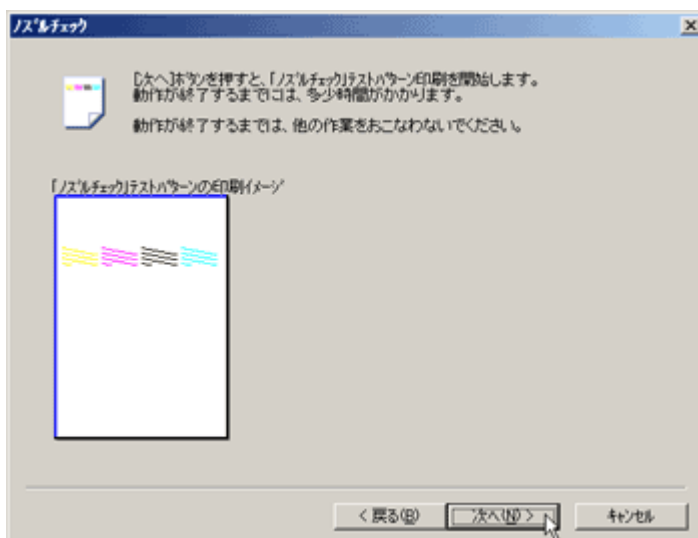 ノズルチェック
[次へ]ボタンを押すと、「ノズルチェック」テストパターン印刷を開始します。
動作が終了するまでには、多少時間がかかります。
動作が終了するまでは、他の作業をおこなわないでください。
「ノズルチェック」テストパターンの印刷イメージ
< 戻る(B)
次へ(N) >
キャンセル